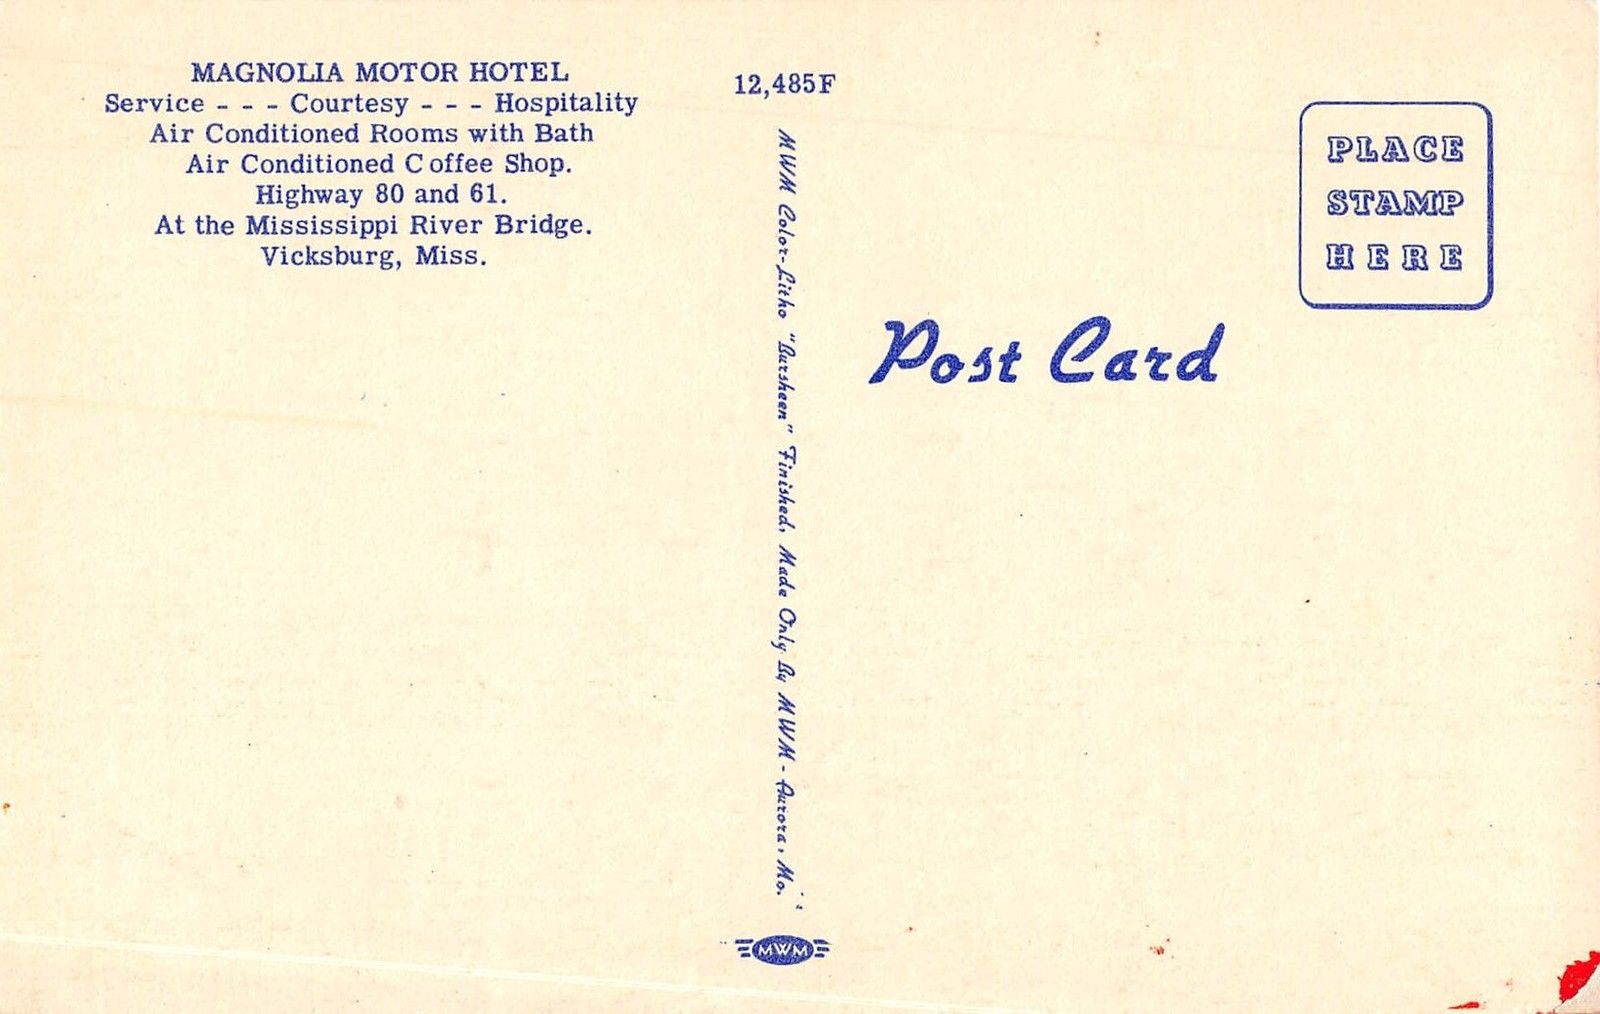 MAGNOLIA MOTOR HOTEL
Service - - - Courtesy - - - Hospitality
Air Conditioned Rooms with Bath
Air Conditioned C offee Shop.
Highway 80 and 61.
At the Mississippi River Bridge.
Vicksburg, Miss.
12,485F
MWM Color-Litho "Bursheen" Finished, Made Only By MWM - Aurora, Mo.
MWM
PLACE
STAMP
HERE
Post Card